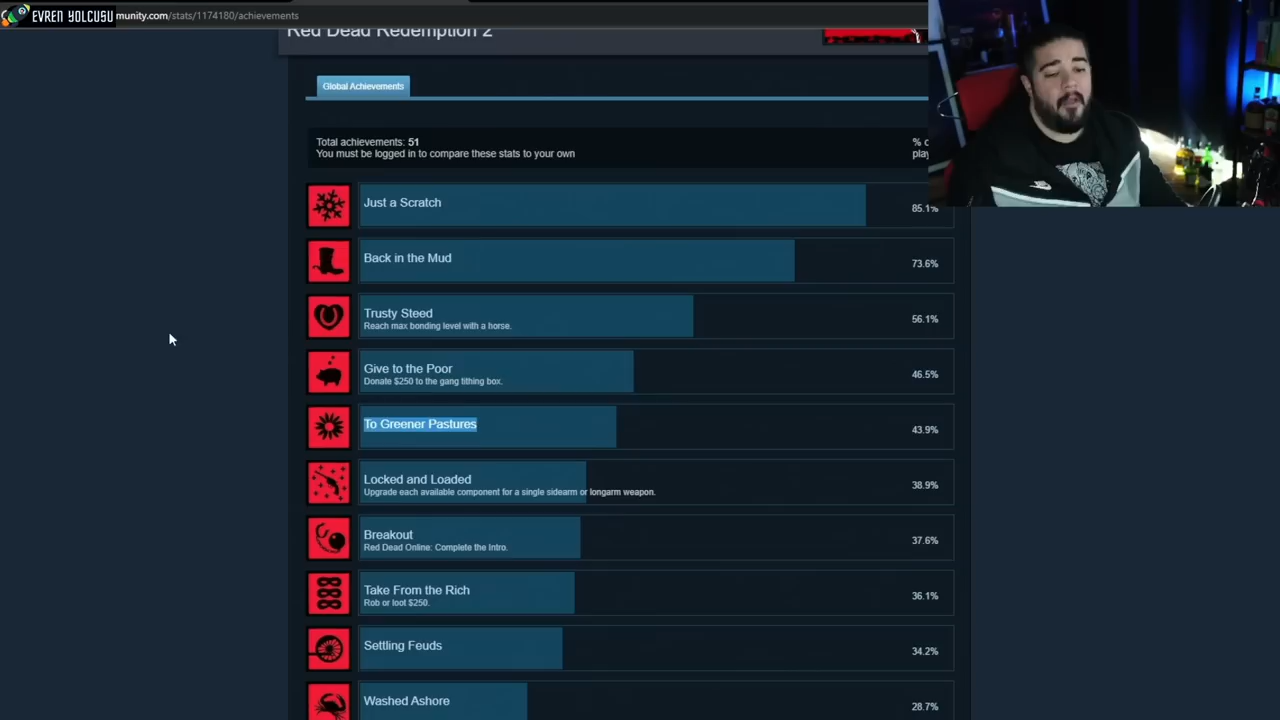 EVREN YOLCUSU
munity.com/stats/1174180/achievements
Red Dead Redemption 2
Global Achievements
Total achievements: 51
You must be logged in to compare these stats to your own
% o
play
Just a Scratch
85.1%
Back in the Mud
73.6%
Trusty Steed
Reach max bonding level with a horse.
56.1%
Give to the Poor
Donate $250 to the gang tithing box.
46.5%
To Greener Pastures
43.9%
Locked and Loaded
Upgrade each available component for a single sidearm or longarm weapon.
38.9%
Breakout
Red Dead Online: Complete the Intro.
37.6%
Take From the Rich
Rob or loot $250.
36.1%
Settling Feuds
34.2%
Washed Ashore
28.7%